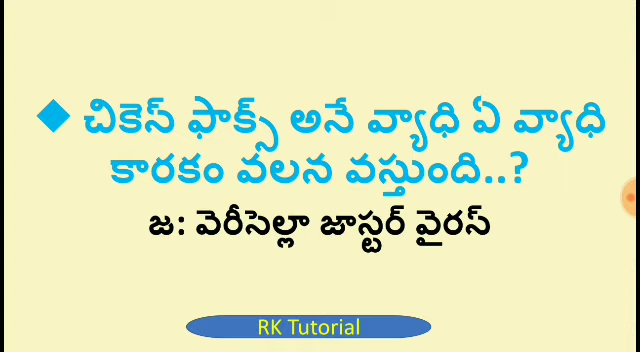 చికెస్ ఫాక్స్ అనే వ్యాధి ఏ వ్యాధి
కారకం వలన వస్తుంది..?
జ: వెరీసెల్లా జాస్టర్ వైరస్
RK Tutorial